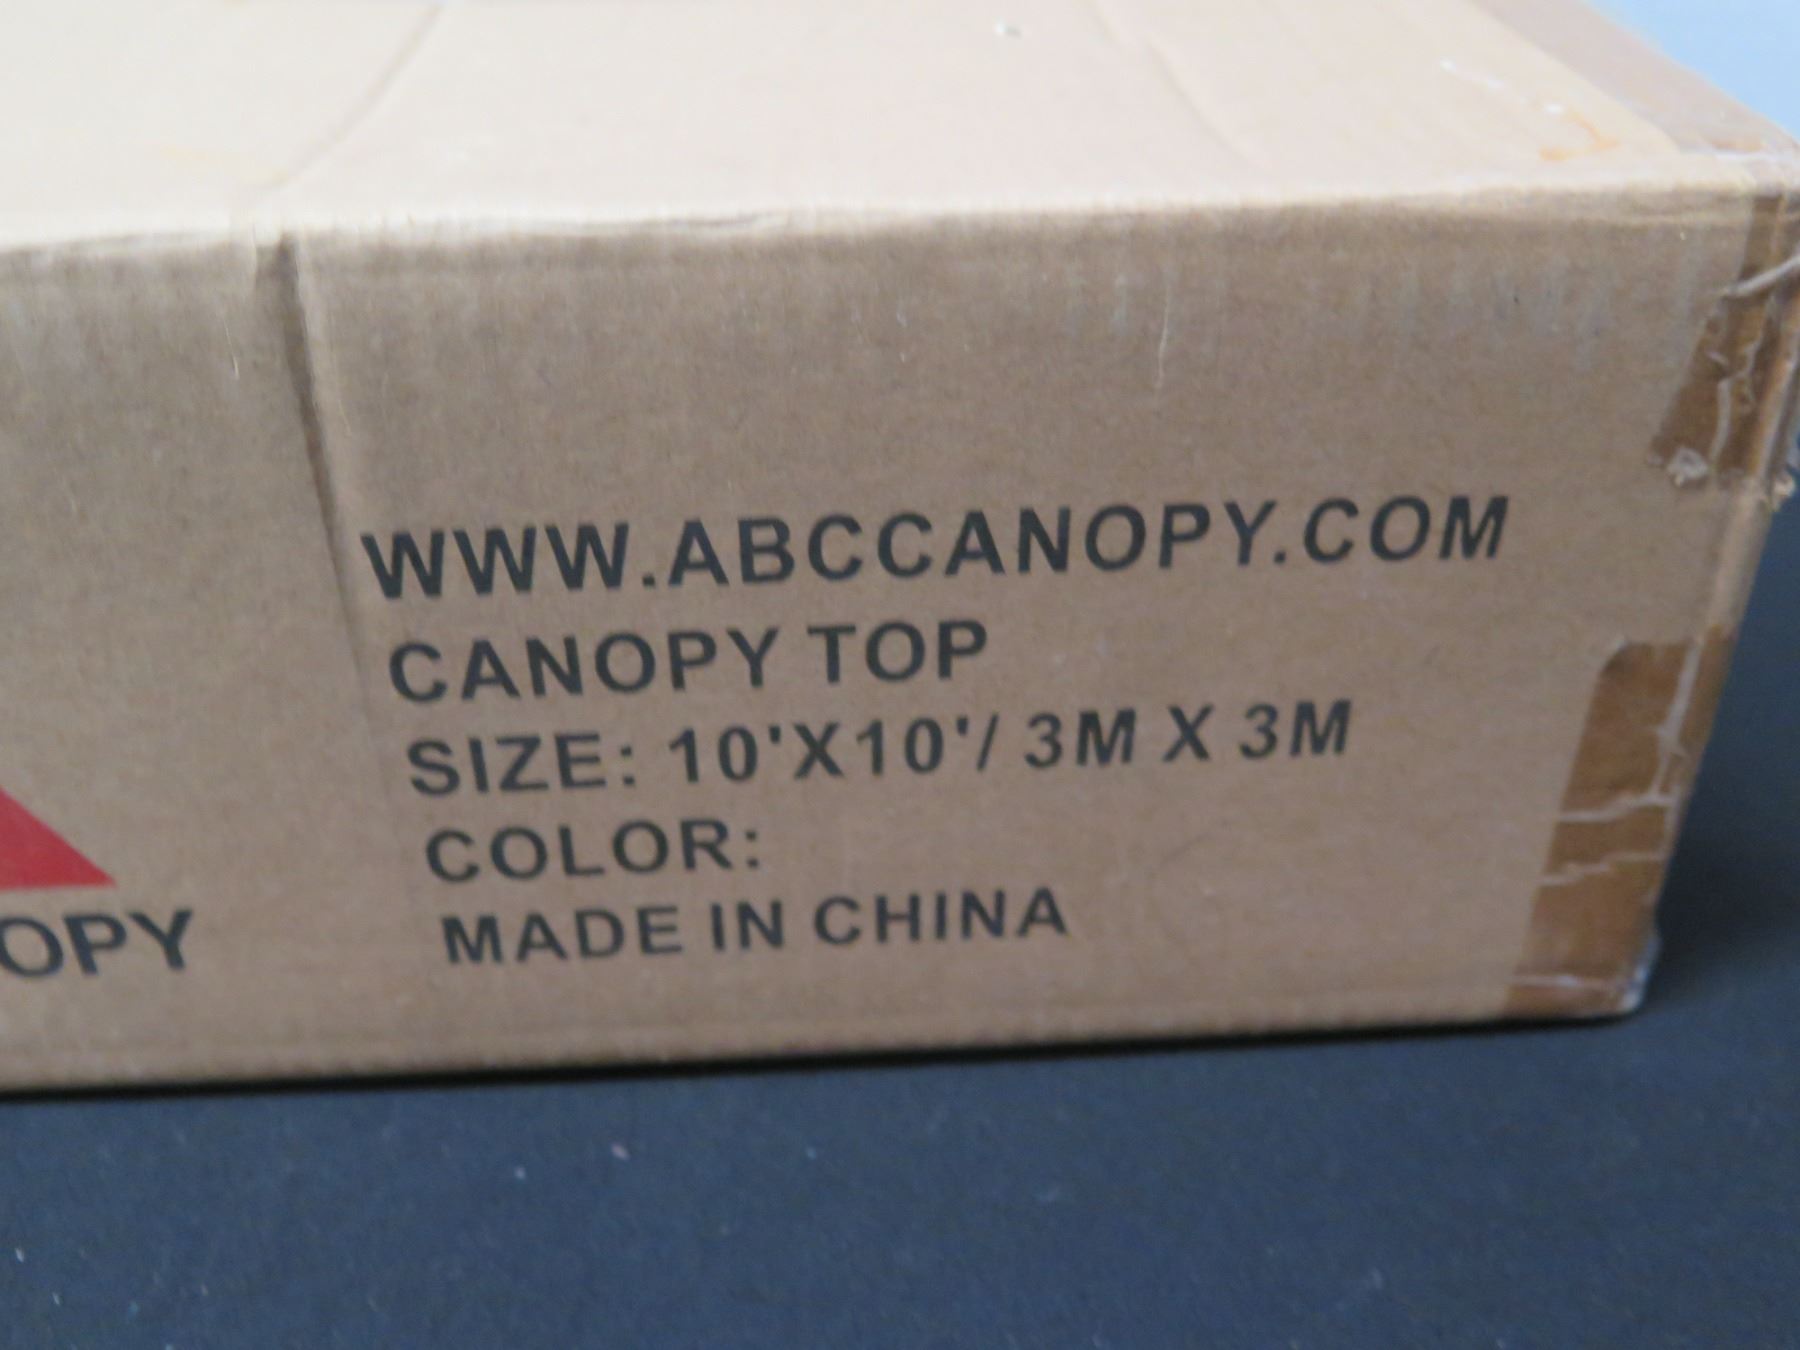 WWW.ABCCANOPY.COM
CANOPY TOP
SIZE: 10'X10'/ 3M X 3M
COLOR:
MADE IN CHINA
OPY